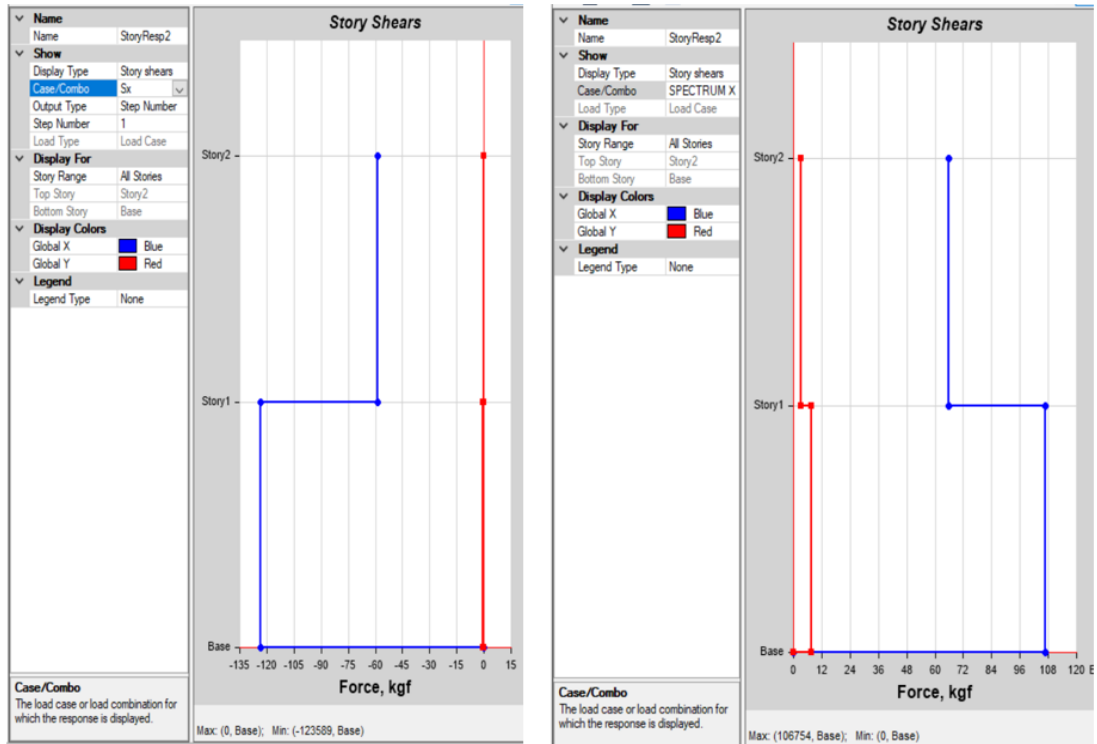 Name
Name StoryResp2
Show
Display Type Story shears
Case/Combo Sx
Output Type Step Number
Step Number 1
Load Type Load Case
Display For
Story Range All Stories
Top Story Story2
Bottom Story Base
Display Colors
Global X Blue
Global Y Red
Legend
Legend Type None
Case/Combo
The load case or load combination for
which the response is displayed.
Story Shears
Story2
Story1
Base
-135 -120 -105 -90 -75 -60 -45 -30 -15 0 15
Force, kgf
Max: (0, Base); Min: (-123589, Base)
Name
Name StoryResp2
Show
Display Type Story shears
Case/Combo SPECTRUM X
Load Type Load Case
Display For
Story Range All Stories
Top Story Story2
Bottom Story Base
Display Colors
Global X Blue
Global Y Red
Legend
Legend Type None
Case/Combo
The load case or load combination for
which the response is displayed.
Story Shears
Story2
Story1
Base
0 12 24 36 48 60 72 84 96 108 120 E
Force, kgf
Max: (106754, Base); Min: (0, Base)